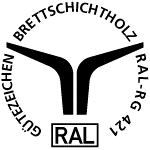 GÜTEZEICHEN BRETTSCHICHTHOLZ RAL-RG 421
RAL